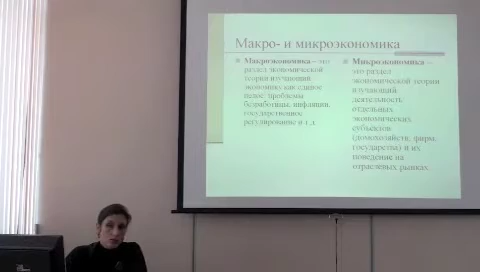 Макро- и микроэкономика
Макроэкономика – это
раздел экономической
теории изучающий
экономику как единое
целое: проблемы
безработицы, инфляция,
государственное
регулирование и т.д
Микроэкономика –
это раздел
экономической теории
изучающий
деятельность
отдельных
экономических
субъектов
(домохозяйств, фирм,
государства) и их
поведение на
отраслевых рынках.